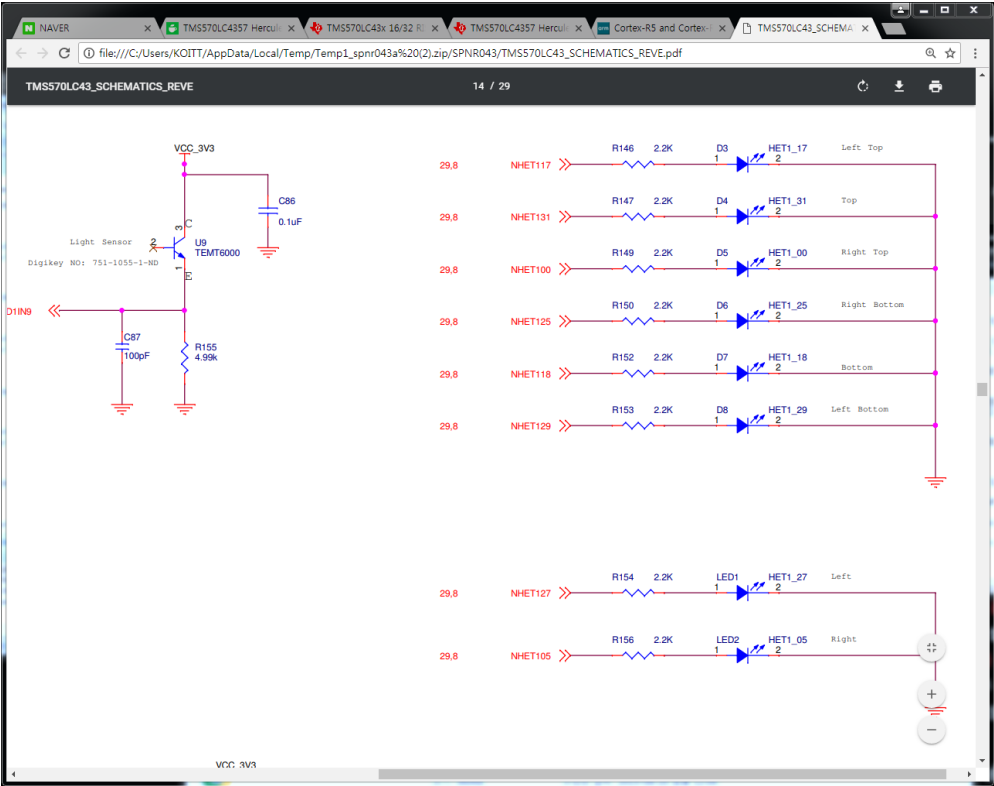 NAVER
TMS570LC4357 Hercul
TMS570LC43x 16/32 RI
TMS570LC4357 Hercul
Cortex-R5 and Cortex-
TMS570LC43_SCHEMA
file:///C:/Users/KOITT/AppData/Local/Temp/Temp1_spnr043a%20(2).zip/SPNR043/TMS570LC43_SCHEMATICS_REVE.pdf
TMS570LC43_SCHEMATICS_REVE
14 / 29
VCC_3V3
C86
0.1uF
3
C
Light Sensor
2
U9
TEMT6000
Digikey NO: 751-1055-1-ND
1
E
D1IN9
C87
100pF
R155
4.99k
29,8 NHET117 R146 2.2K D3 1 HET1_17 2 Left Top
29,8 NHET131 R147 2.2K D4 1 HET1_31 2 Top
29,8 NHET100 R149 2.2K D5 1 HET1_00 2 Right Top
29,8 NHET125 R150 2.2K D6 1 HET1_25 2 Right Bottom
29,8 NHET118 R152 2.2K D7 1 HET1_18 2 Bottom
29,8 NHET129 R153 2.2K D8 1 HET1_29 2 Left Bottom
29,8 NHET127 R154 2.2K LED1 1 HET1_27 2 Left
29,8 NHET105 R156 2.2K LED2 1 HET1_05 2 Right
VCC_3V3